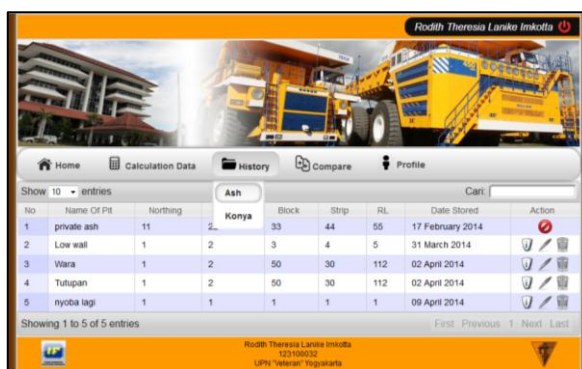 Rodith Theresia Lanike Imkotta
Home Calculation Data History Compare Profile
Show 10 entries Cari:
Ash
Konya
No Name Of Pit Northing Block Strip RL Date Stored Action
1 private ash 11 33 44 55 17 February 2014
2 Low wall 1 2 3 4 5 31 March 2014
3 Wara 1 2 50 30 112 02 April 2014
4 Tutupan 1 2 50 30 112 02 April 2014
5 nyoba lagi 1 1 1 1 1 09 April 2014
Showing 1 to 5 of 5 entries First Previous 1 Next Last
Rodith Theresia Lanike Imkotta
123100032
UPN "Veteran" Yogyakarta